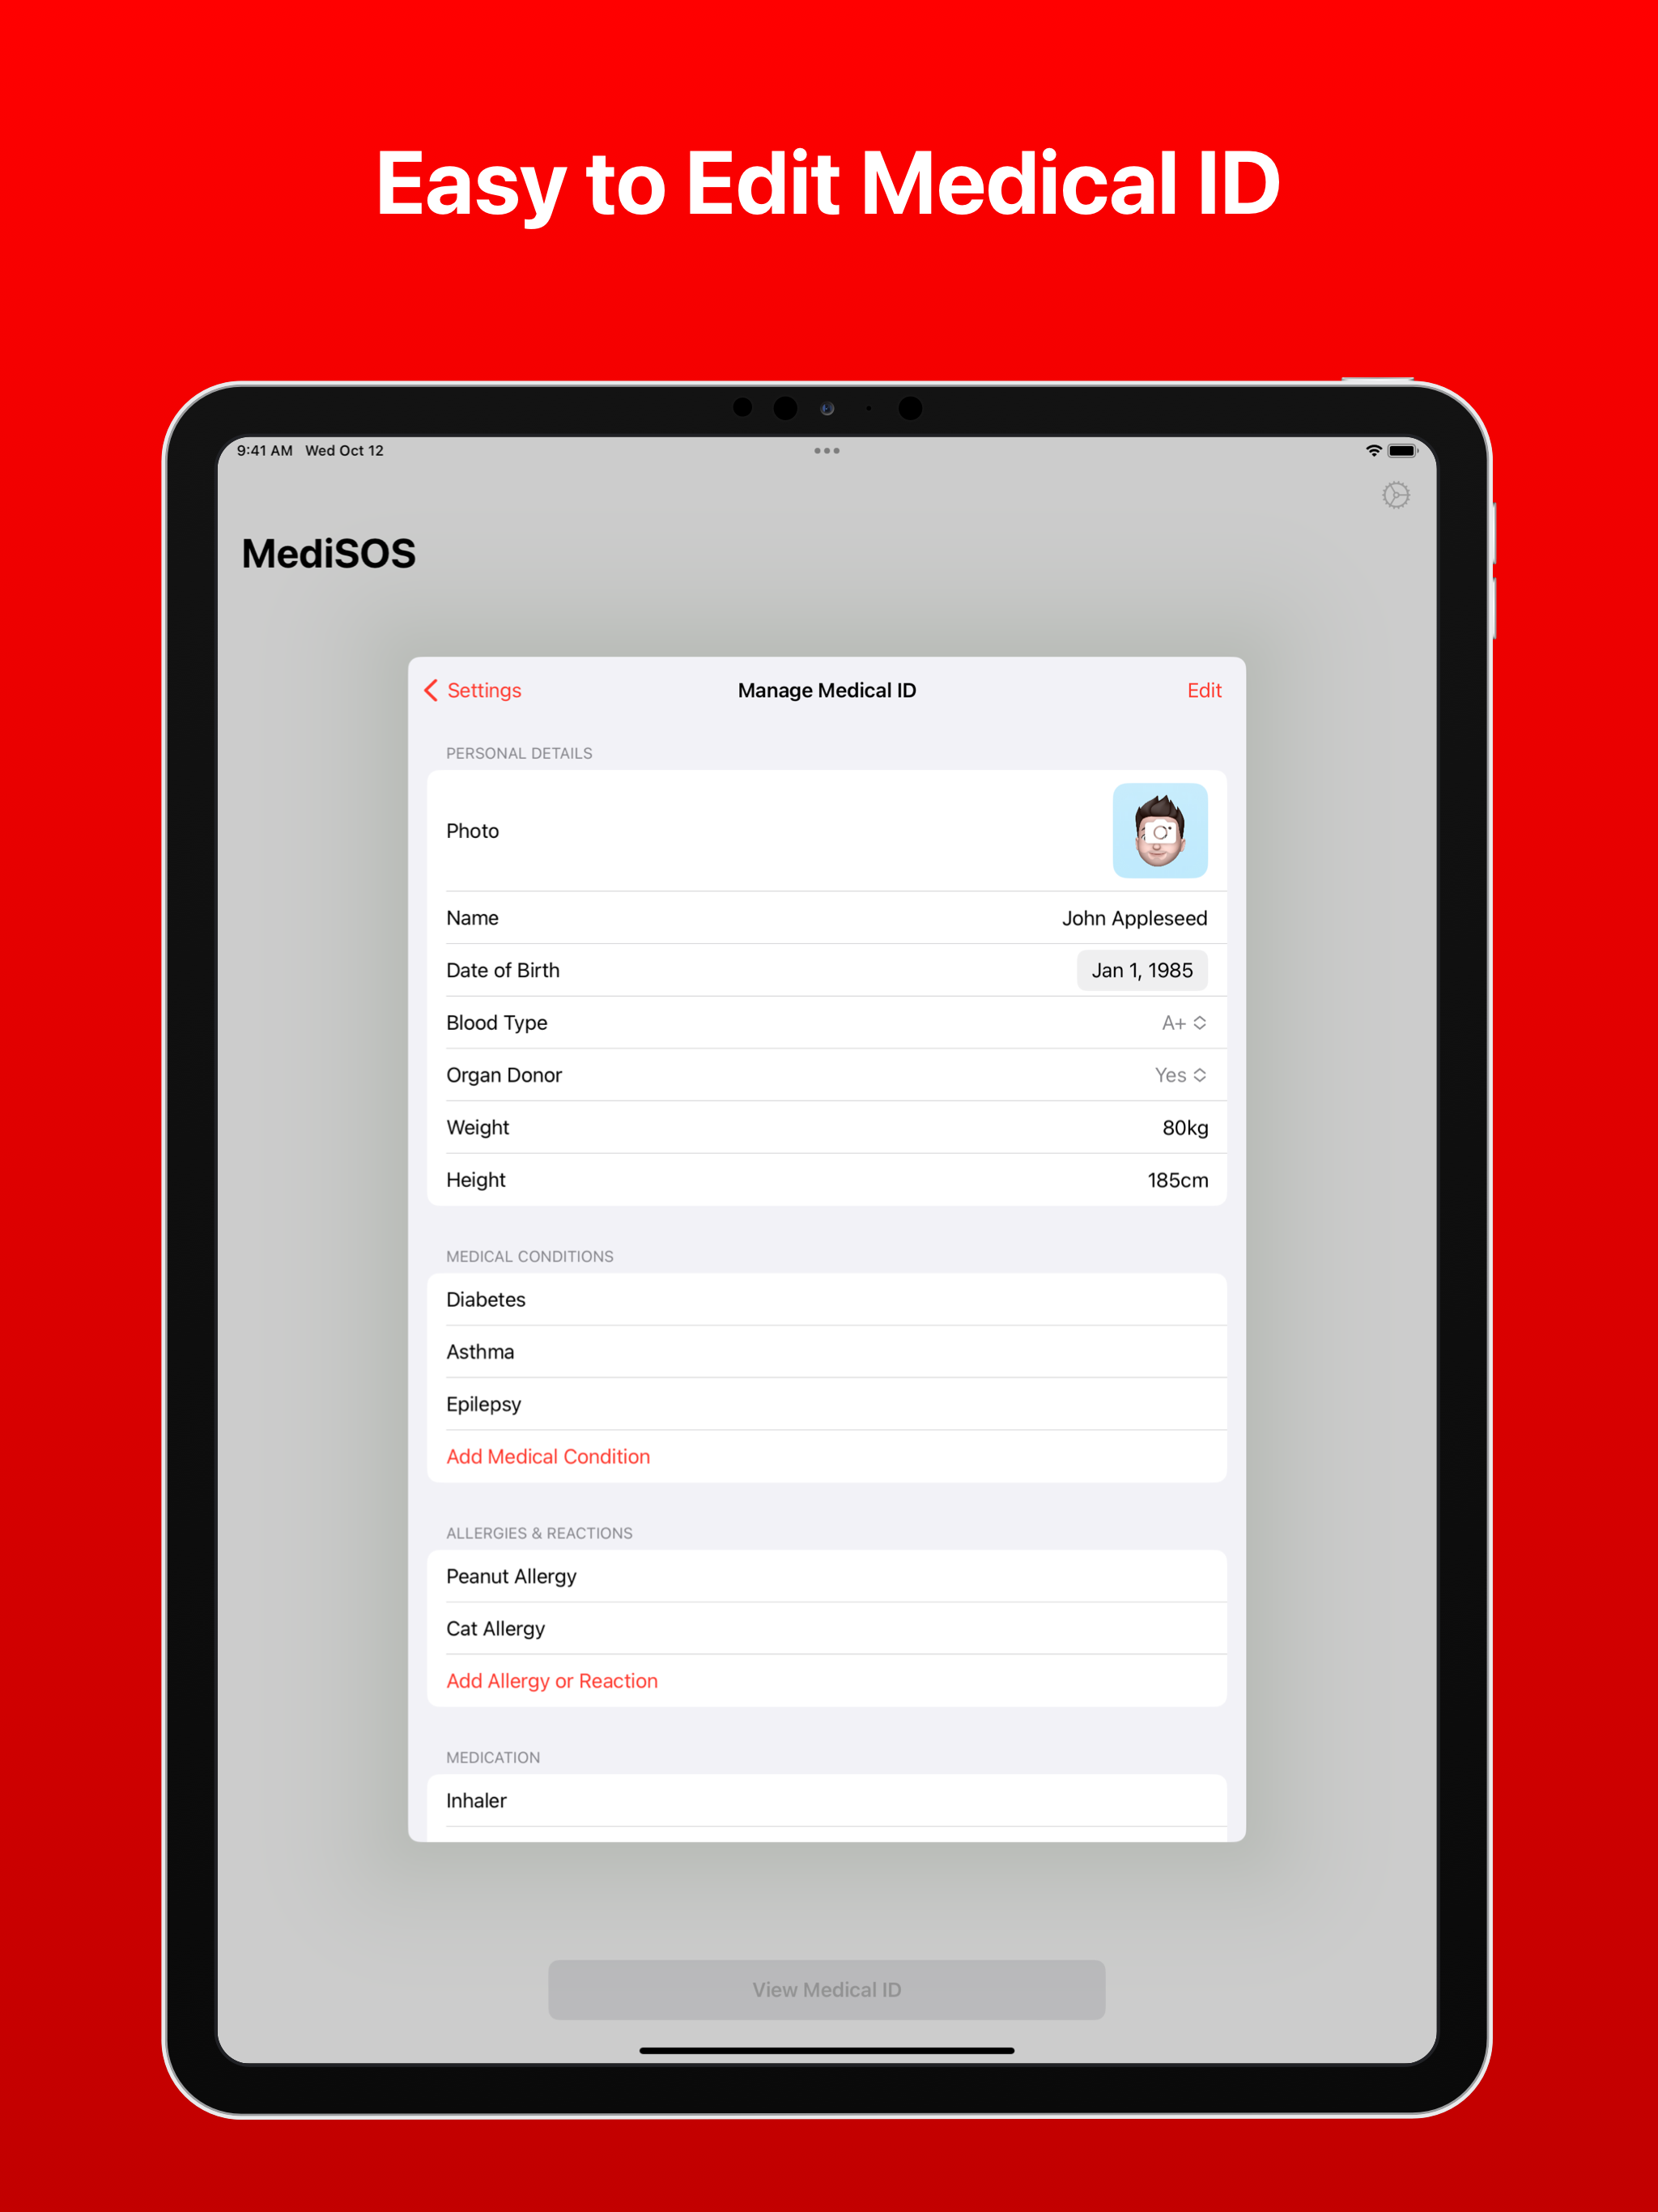 Easy to Edit Medical ID
9:41 AM Wed Oct 12
MediSOS
Settings Manage Medical ID Edit
PERSONAL DETAILS
Photo
Name John Appleseed
Date of Birth Jan 1, 1985
Blood Type A+
Organ Donor Yes
Weight 80kg
Height 185cm
MEDICAL CONDITIONS
Diabetes
Asthma
Epilepsy
Add Medical Condition
ALLERGIES & REACTIONS
Peanut Allergy
Cat Allergy
Add Allergy or Reaction
MEDICATION
Inhaler
View Medical ID